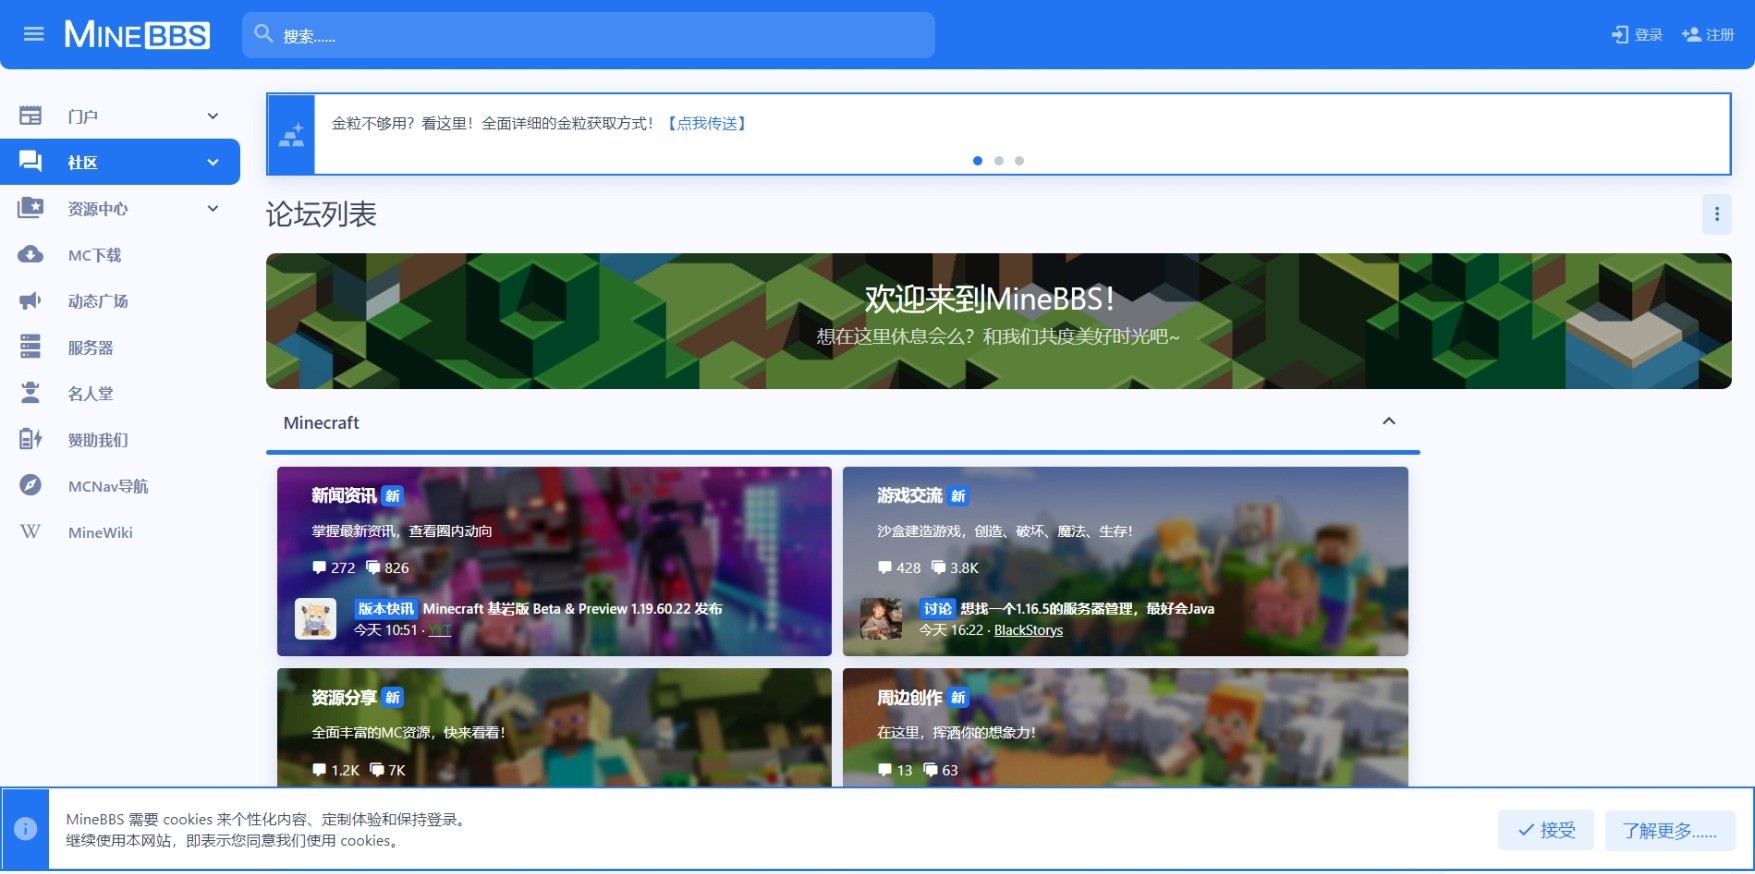 MINEBBS
搜索......
登录
注册
门户
社区
资源中心
MC下载
动态广场
服务器
名人堂
赞助我们
MCNav导航
MineWiki
金粒不够用？看这里！全面详细的金粒获取方式！【点我传送】
论坛列表
欢迎来到MineBBS！
想在这里休息会么？和我们共度美好时光吧~
Minecraft
新闻资讯 新
掌握最新资讯，查看圈内动向
272 826
版本快讯 Minecraft 基岩版 Beta & Preview 1.19.60.22 发布
今天 10:51 · YYT
游戏交流 新
沙盒建造游戏，创造、破坏、魔法、生存！
428 3.8K
讨论 想找一个1.16.5的服务器管理，最好会Java
今天 16:22 · BlackStorys
资源分享 新
全面丰富的MC资源，快来看看！
1.2K 7K
周边创作 新
在这里，挥洒你的想象力！
13 63
MineBBS 需要 cookies 来个性化内容、定制体验和保持登录。
继续使用本网站，即表示您同意我们使用 cookies。
接受
了解更多......